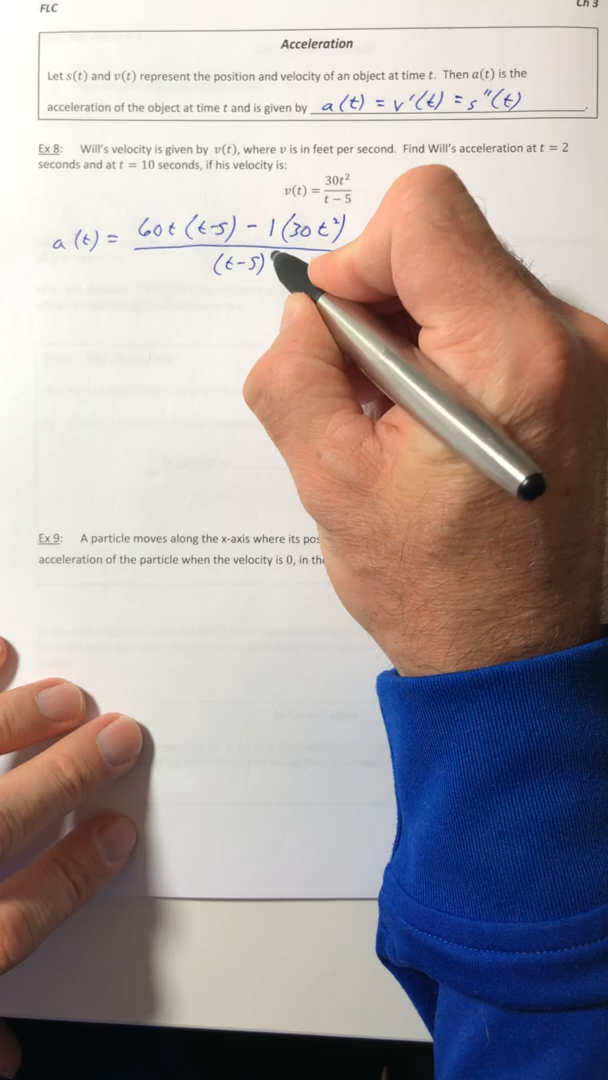 FLC
Ch 3
Acceleration
Let s(t) and v(t) represent the position and velocity of an object at time t. Then a(t) is the
acceleration of the object at time t and is given by a(t) = v'(t) = s"(t).
Ex 8: Will's velocity is given by v(t), where v is in feet per second. Find Will's acceleration at t = 2
seconds and at t = 10 seconds, if his velocity is:
v(t) = 30t²
t − 5
a(t) = 60t(t-5) - 1(30t²)
(t-5)
Ex 9: A particle moves along the x-axis where its pos
acceleration of the particle when the velocity is 0, in the